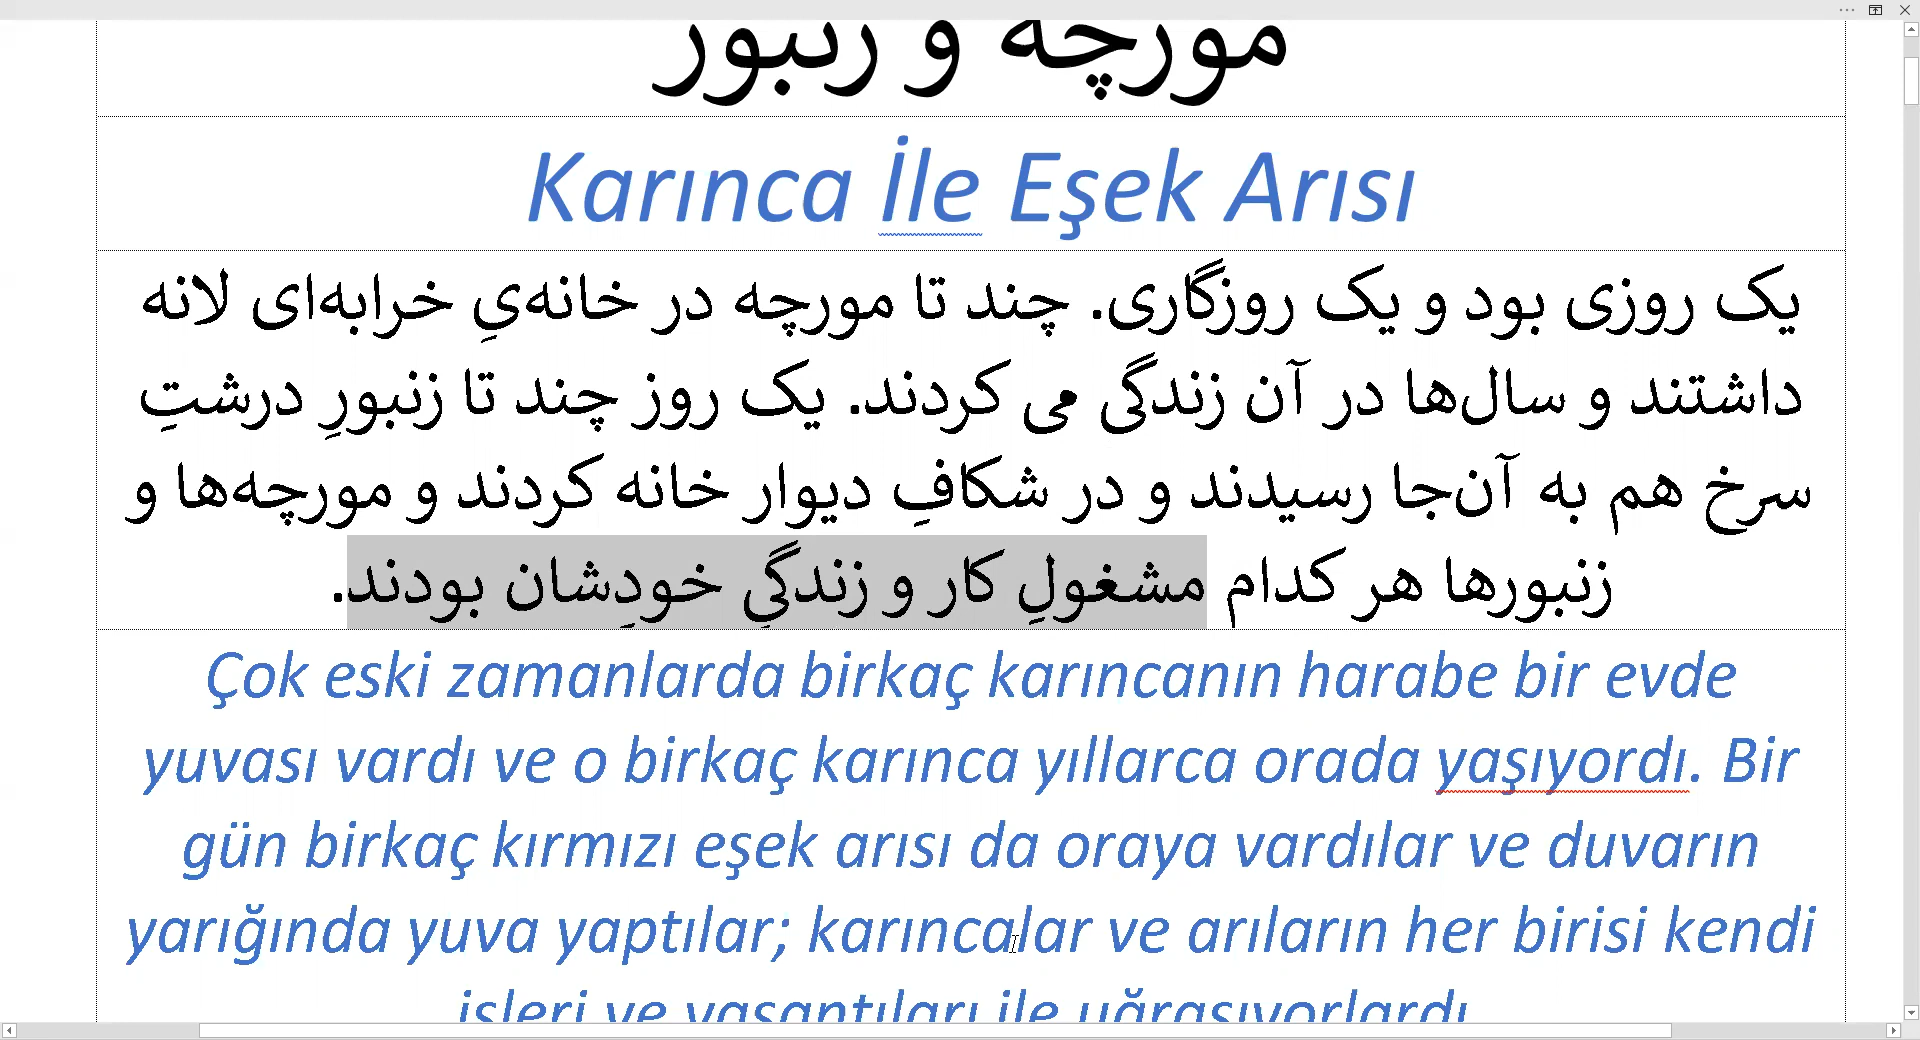 مورچه و زنبور
Karınca İle Eşek Arısı
یک روزی بود و یک روزگاری. چند تا مورچه در خانه‌یِ خرابه‌ای لانه
داشتند و سال‌ها در آن زندگی می کردند. یک روز چند تا زنبورِ درشتِ
سرخ هم به آن‌جا رسیدند و در شکافِ دیوار خانه کردند و مورچه‌ها و
زنبورها هر کدام مشغولِ کار و زندگیِ خودِشان بودند.
Çok eski zamanlarda birkaç karıncanın harabe bir evde
yuvası vardı ve o birkaç karınca yıllarca orada yaşıyordı. Bir
gün birkaç kırmızı eşek arısı da oraya vardılar ve duvarın
yarığında yuva yaptılar; karıncalar ve arıların her birisi kendi
işleri ve yaşantıları ile uğraşıyorlardı